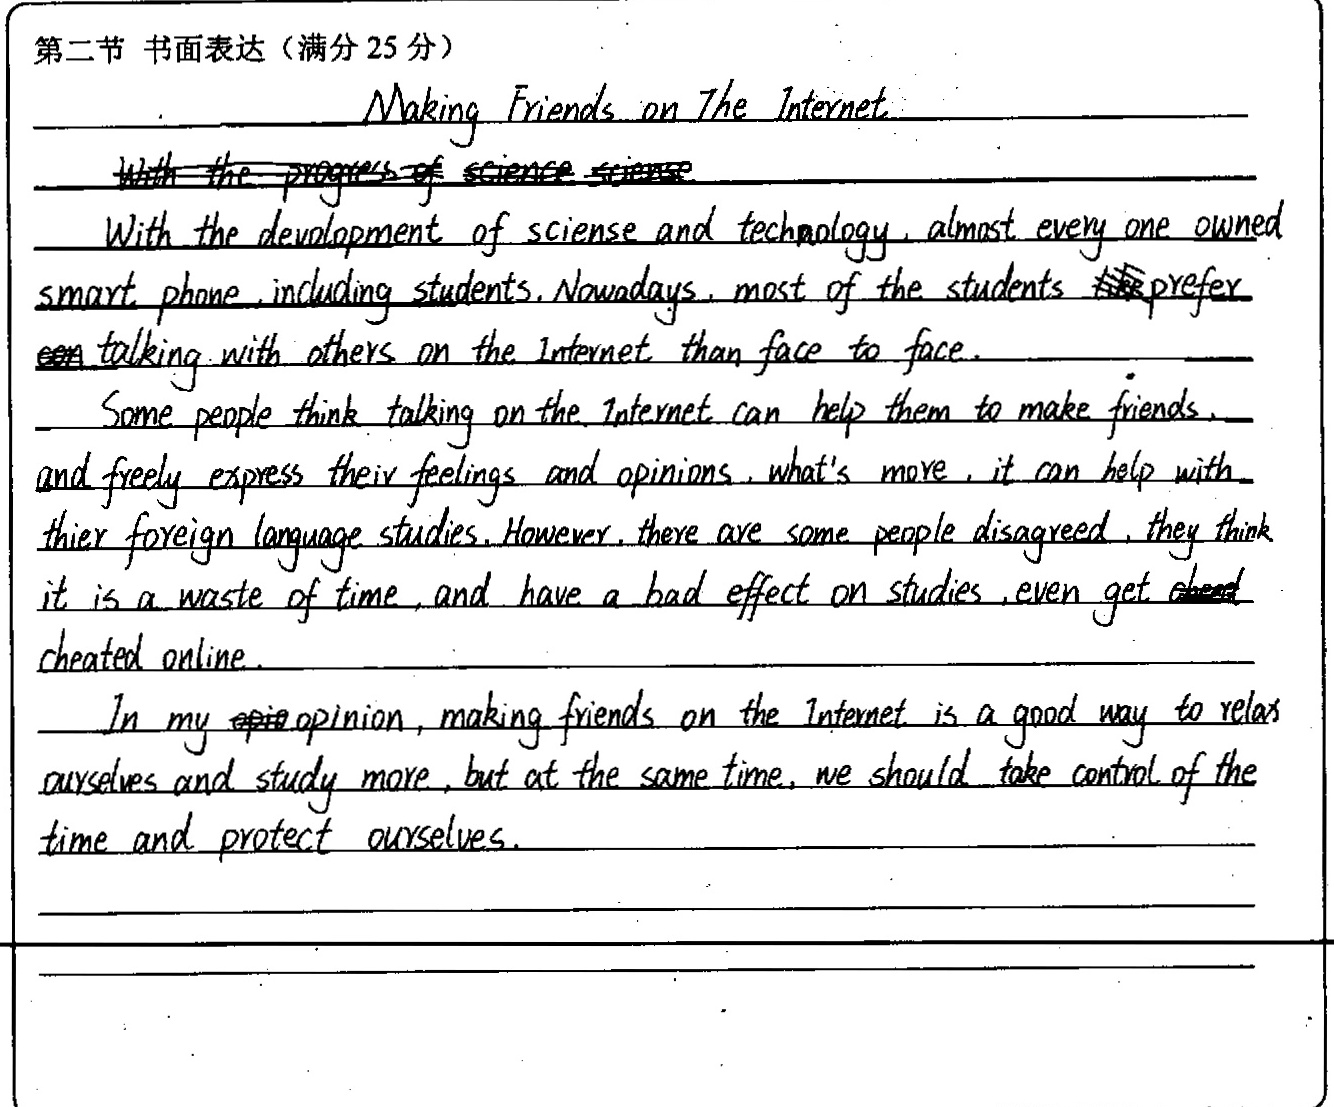 第二节 书面表达（满分 25 分）
Making Friends on The Internet
With the progress of science sciense
With the devolopment of sciense and technology, almost every one owned
smart phone, including students. Nowadays, most of the students prefer
talking with others on the Internet than face to face.
Some people think talking on the Internet can help them to make friends,
and freely express their feelings and opinions, what's more, it can help with
thier foreign language studies. However, there are some people disagreed, they think
it is a waste of time, and have a bad effect on studies, even get
cheated online.
In my opinion, making friends on the Internet is a good way to relax
ourselves and study more, but at the same time, we should take control of the
time and protect ourselves.